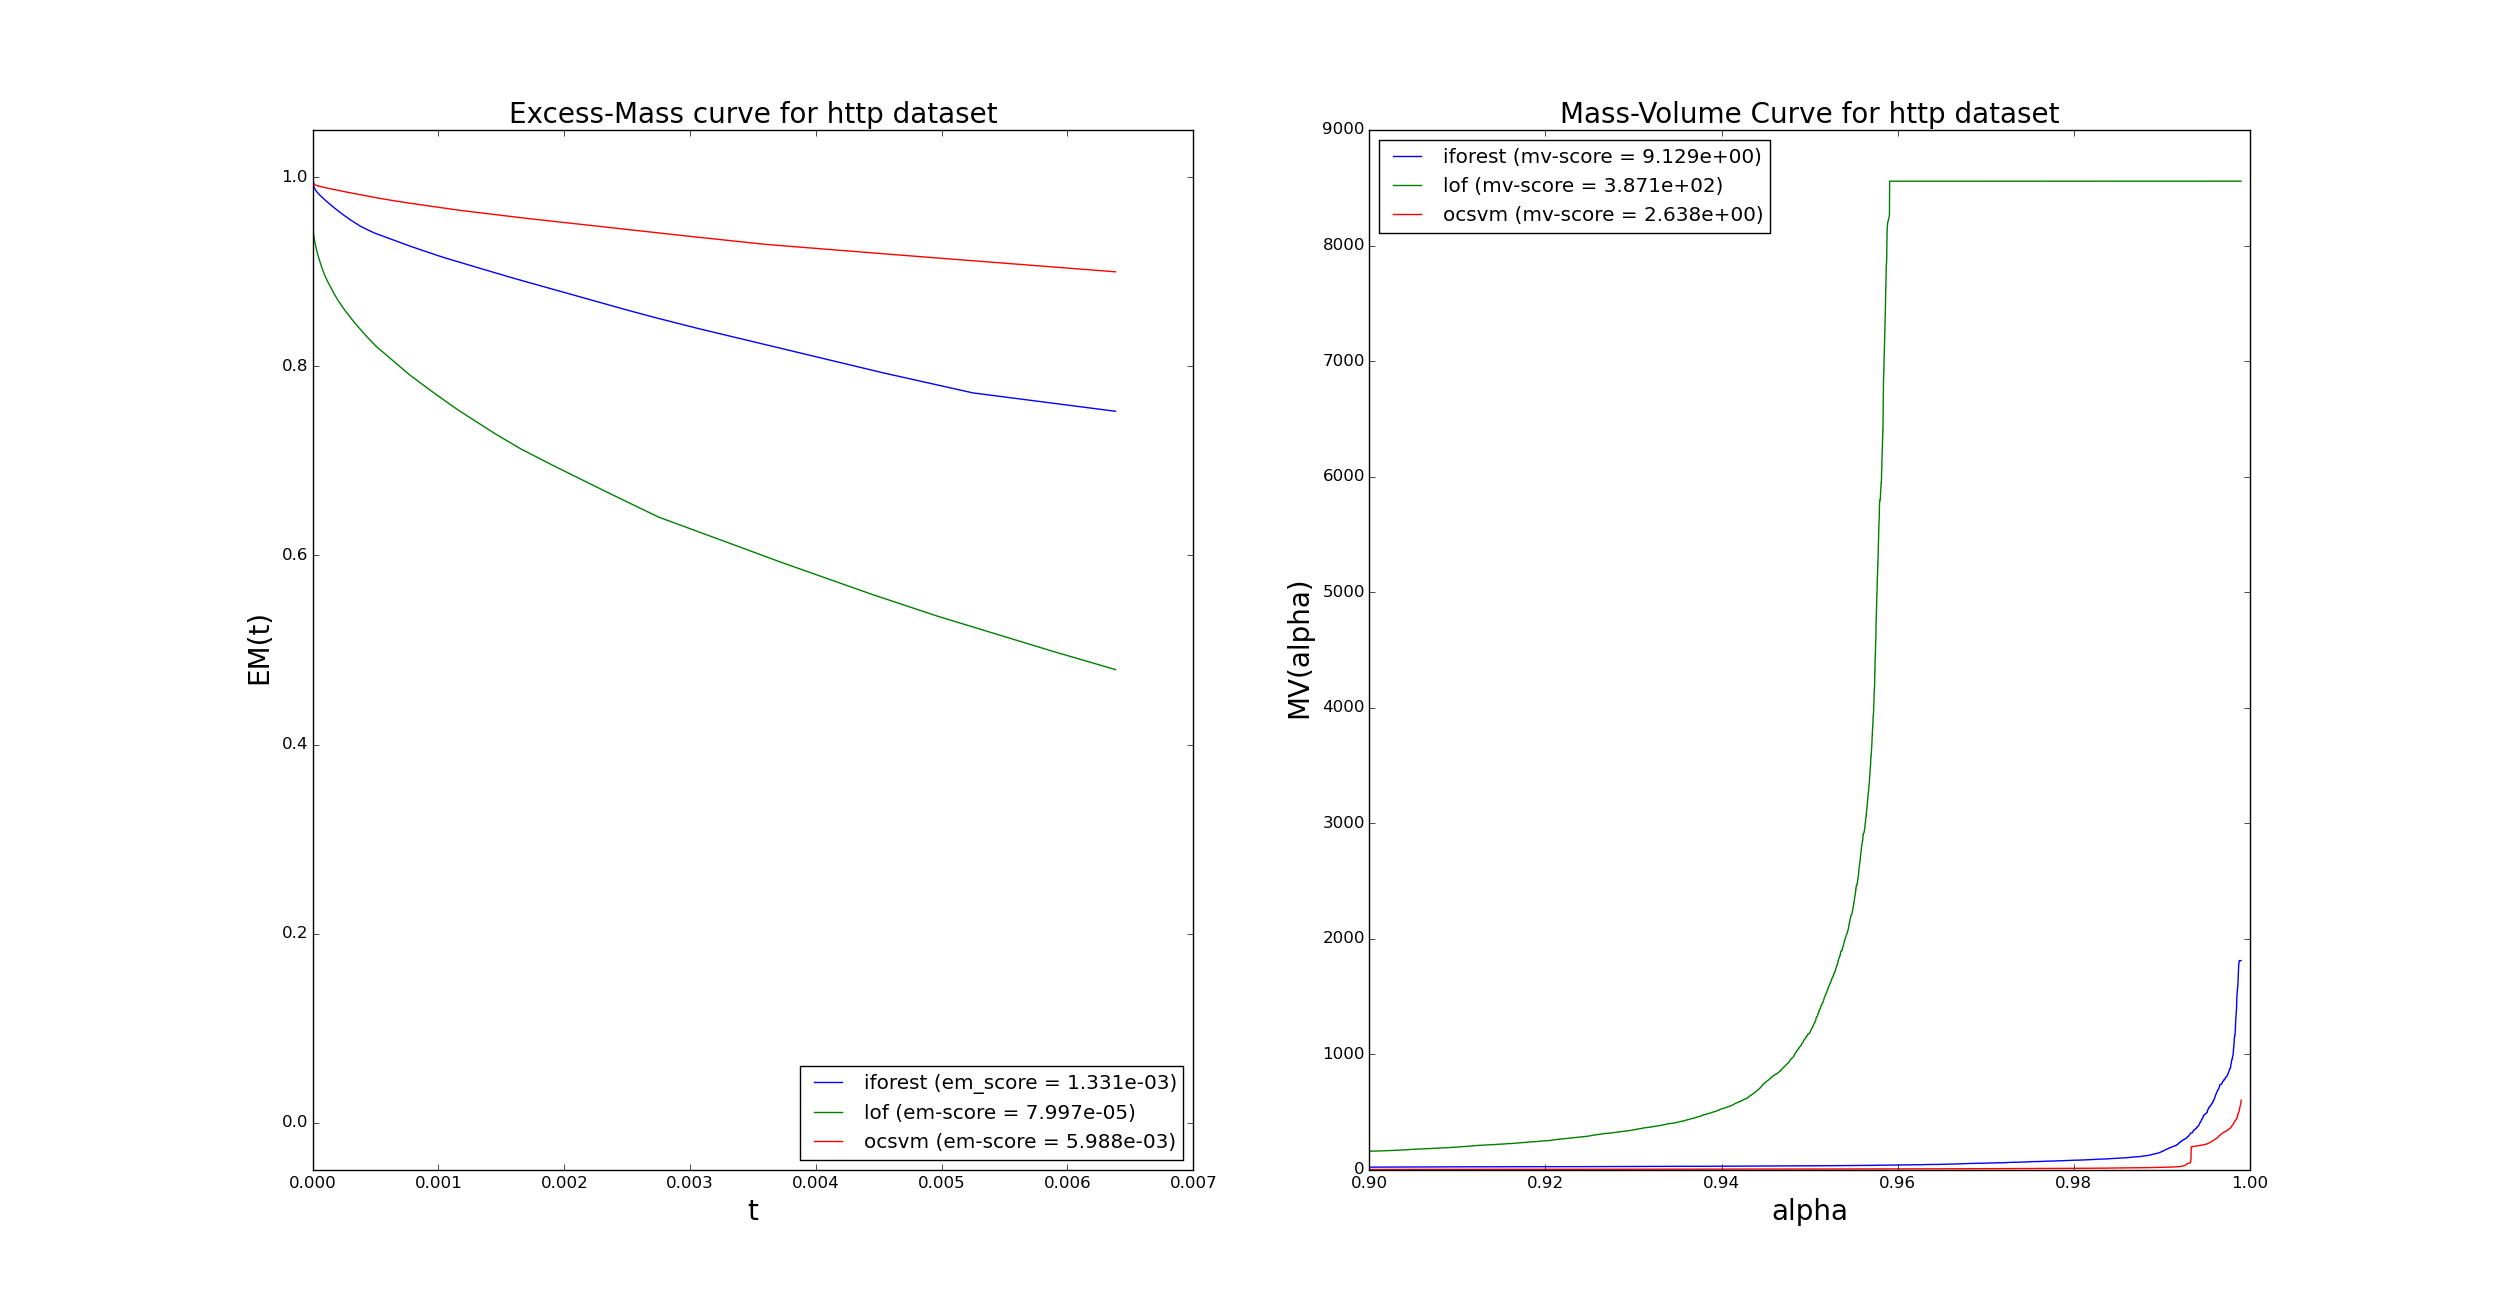 Excess-Mass curve for http dataset
1.0
0.8
0.6
0.4
0.2
0.0
EM(t)
iforest (em_score = 1.331e-03)
lof (em-score = 7.997e-05)
ocsvm (em-score = 5.988e-03)
0.000 0.001 0.002 0.003 0.004 0.005 0.006 0.007
t
Mass-Volume Curve for http dataset
9000
8000
7000
6000
5000
4000
3000
2000
1000
0
MV(alpha)
iforest (mv-score = 9.129e+00)
lof (mv-score = 3.871e+02)
ocsvm (mv-score = 2.638e+00)
0.90 0.92 0.94 0.96 0.98 1.00
alpha